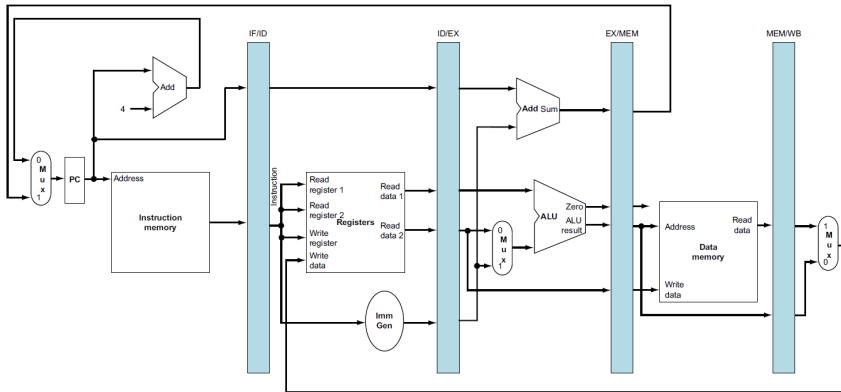 IF/ID
ID/EX
EX/MEM
MEM/WB
Add
4
Add Sum
0
M
u
x
1
PC
Address
Instruction
memory
Instruction
Read
register 1
Read
register 2
Write
register
Write
data
Registers
Read
data 1
Read
data 2
Imm
Gen
0
M
u
x
1
ALU
Zero
ALU
result
Address
Write
data
Read
data
Data
memory
1
M
u
x
0